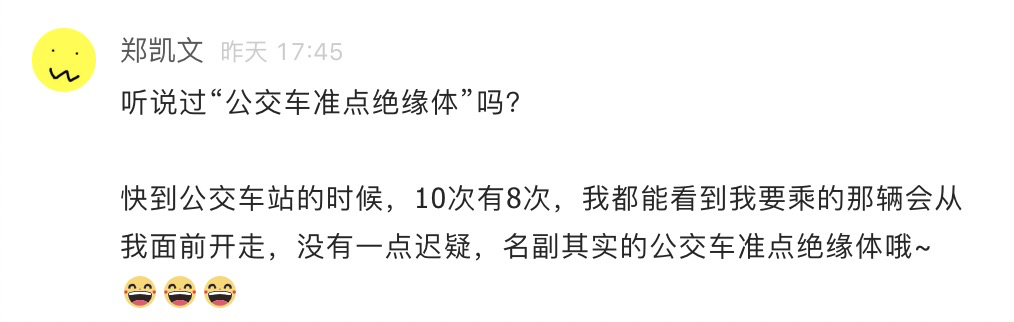 郑凯文 昨天 17:45
听说过“公交车准点绝缘体”吗?
快到公交车站的时候，10次有8次，我都能看到我要乘的那辆会从
我面前开走，没有一点迟疑，名副其实的公交车准点绝缘体哦~
😄😄😄